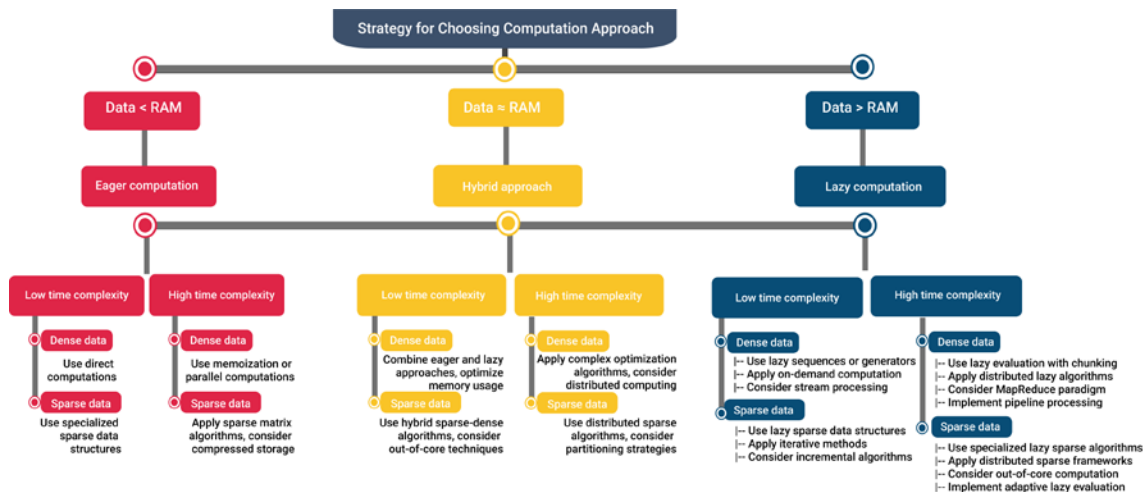 Strategy for Choosing Computation Approach
Data < RAM
Data ≈ RAM
Data > RAM
Eager computation
Hybrid approach
Lazy computation
Low time complexity
High time complexity
Low time complexity
High time complexity
Low time complexity
High time complexity
Dense data
Use direct
computations
Sparse data
Use specialized
sparse data
structures
Dense data
Use memoization or
parallel computations
Sparse data
Apply sparse matrix
algorithms, consider
compressed storage
Dense data
Combine eager and lazy
approaches, optimize
memory usage
Sparse data
Use hybrid sparse-dense
algorithms, consider
out-of-core techniques
Dense data
Apply complex optimization
algorithms, consider
distributed computing
Sparse data
Use distributed sparse
algorithms, consider
partitioning strategies
Dense data
|-- Use lazy sequences or generators
|-- Apply on-demand computation
|-- Consider stream processing
Sparse data
|-- Use lazy sparse data structures
|-- Apply iterative methods
|-- Consider incremental algorithms
Dense data
|-- Use lazy evaluation with chunking
|-- Apply distributed lazy algorithms
|-- Consider MapReduce paradigm
|-- Implement pipeline processing
Sparse data
|-- Use specialized lazy sparse algorithms
|-- Apply distributed sparse frameworks
|-- Consider out-of-core computation
|-- Implement adaptive lazy evaluation